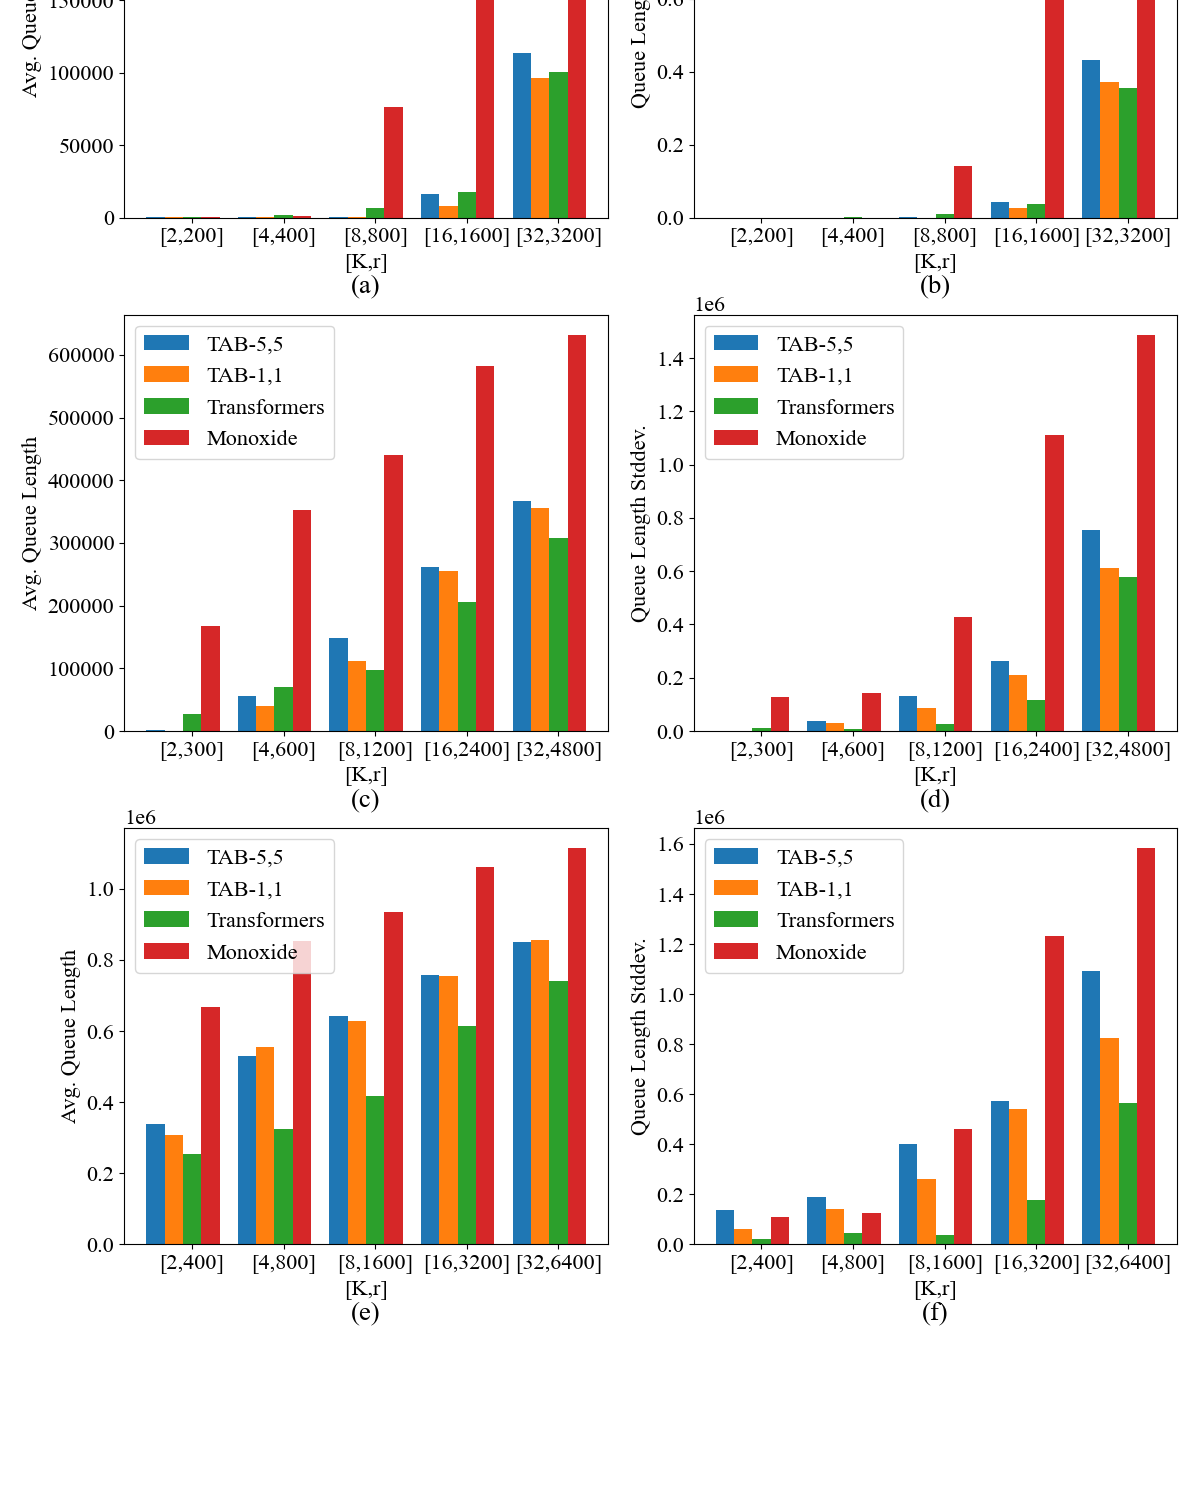 150000
100000
50000
0
Avg. Queue
[2,200] [4,400] [8,800] [16,1600] [32,3200]
[K,r]
(a)
0.6
0.4
0.2
0.0
[2,200] [4,400] [8,800] [16,1600] [32,3200]
[K,r]
(b)
TAB-5,5
TAB-1,1
Transformers
Monoxide
600000
500000
400000
300000
200000
100000
0
Avg. Queue Length
[2,300] [4,600] [8,1200] [16,2400] [32,4800]
[K,r]
(c)
1e6
TAB-5,5
TAB-1,1
Transformers
Monoxide
1.4
1.2
1.0
0.8
0.6
0.4
0.2
0.0
Queue Length Stddev.
[2,300] [4,600] [8,1200] [16,2400] [32,4800]
[K,r]
(d)
1e6
TAB-5,5
TAB-1,1
Transformers
Monoxide
1.0
0.8
0.6
0.4
0.2
0.0
Avg. Queue Length
[2,400] [4,800] [8,1600] [16,3200] [32,6400]
[K,r]
(e)
1e6
TAB-5,5
TAB-1,1
Transformers
Monoxide
1.6
1.4
1.2
1.0
0.8
0.6
0.4
0.2
0.0
Queue Length Stddev.
[2,400] [4,800] [8,1600] [16,3200] [32,6400]
[K,r]
(f)